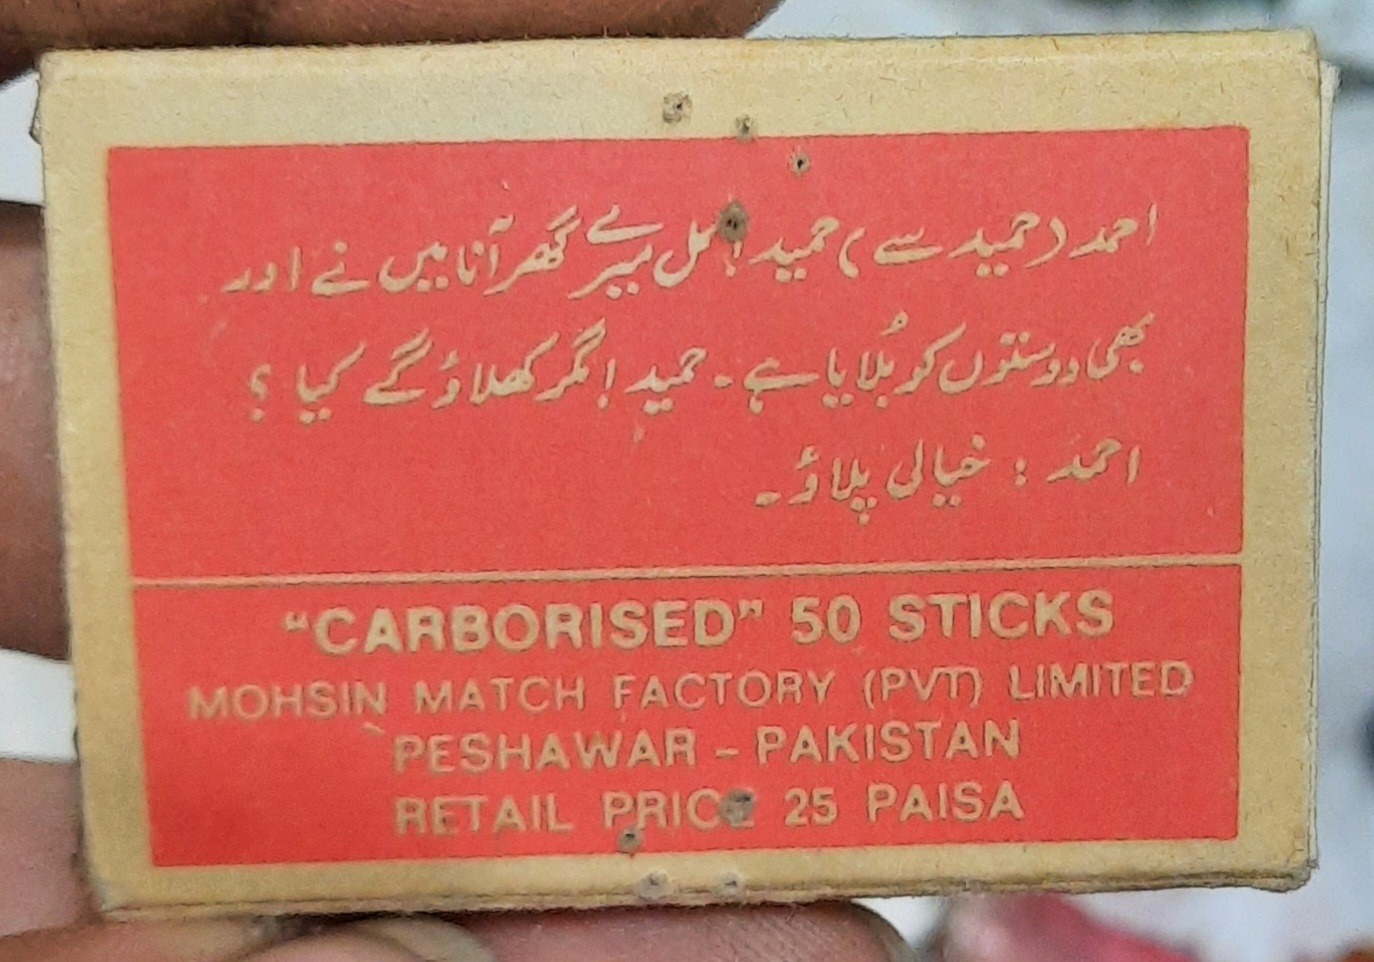 احمد (حمید سے) حمید! کل میرے گھر آنا میں نے اور
بھی دوستوں کو بُلایا ہے۔ حمید! مگر کھلاؤ گے کیا ؟
احمد : خیالی پلاؤ۔
“CARBORISED” 50 STICKS
MOHSIN MATCH FACTORY (PVT) LIMITED
PESHAWAR – PAKISTAN
RETAIL PRICE 25 PAISA